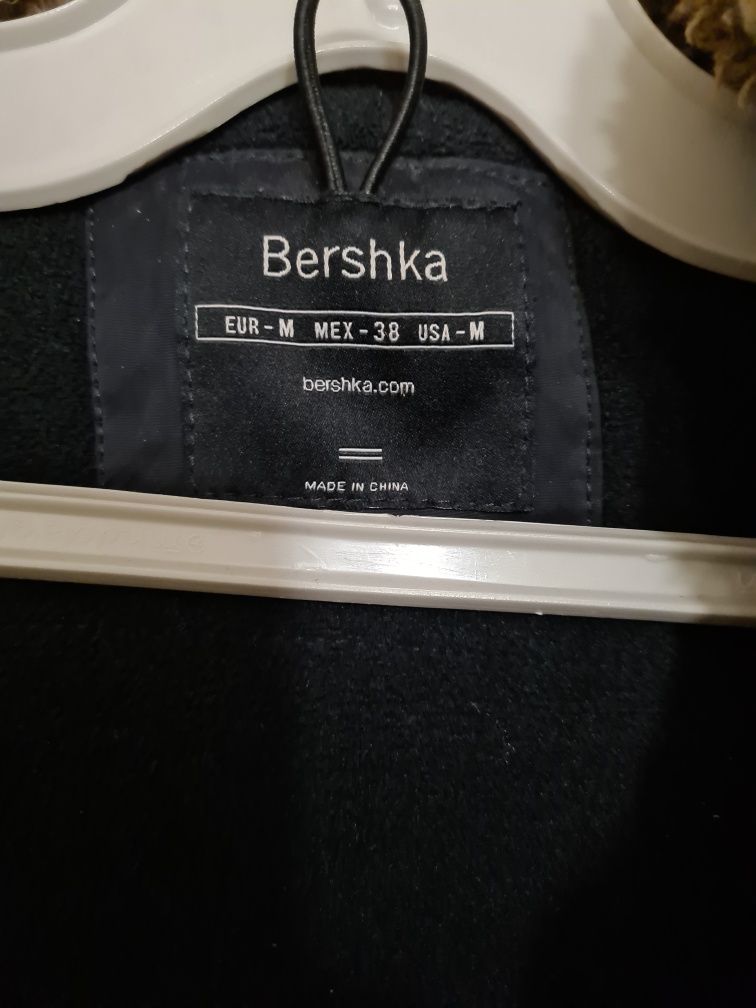 Bershka
EUR - M MEX - 38 USA - M
bershka.com
MADE IN CHINA